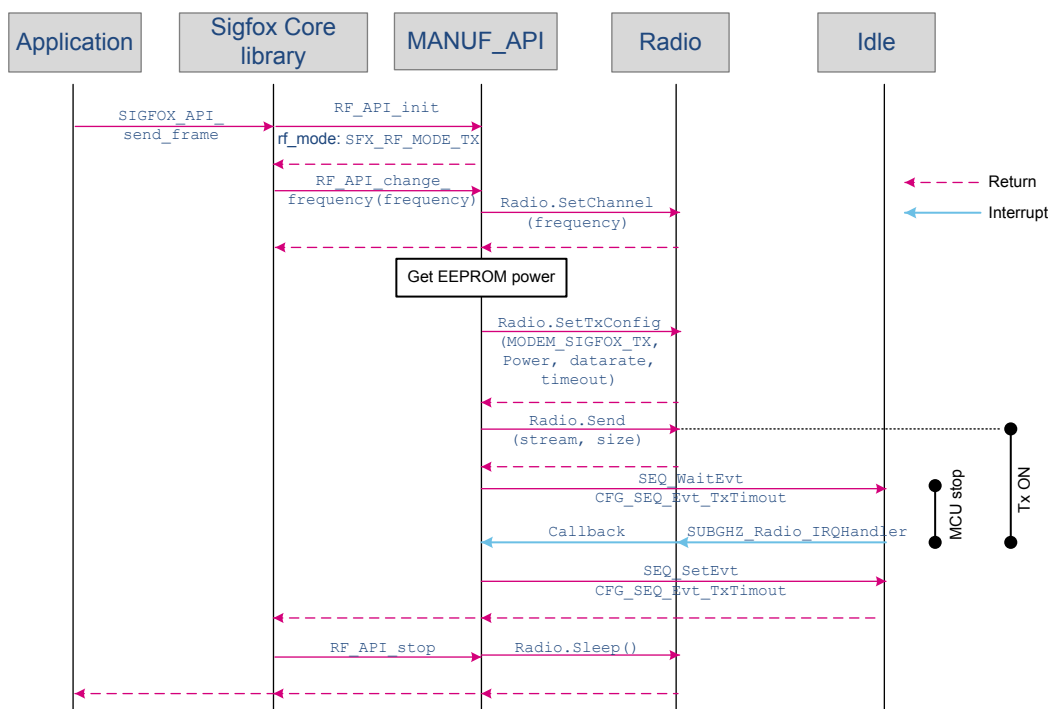 Application
Sigfox Core
library
MANUF_API
Radio
Idle
SIGFOX_API_
send_frame
RF_API_init
rf_mode: SFX_RF_MODE_TX
RF_API_change_
frequency(frequency)
Radio.SetChannel
(frequency)
Return
Interrupt
Get EEPROM power
Radio.SetTxConfig
(MODEM_SIGFOX_TX,
Power, datarate,
timeout)
Radio.Send
(stream, size)
SEQ_WaitEvt
CFG_SEQ_Evt_TxTimout
MCU stop
Tx ON
Callback
SUBGHZ_Radio_IRQHandler
SEQ_SetEvt
CFG_SEQ_Evt_TxTimout
RF_API_stop
Radio.Sleep()